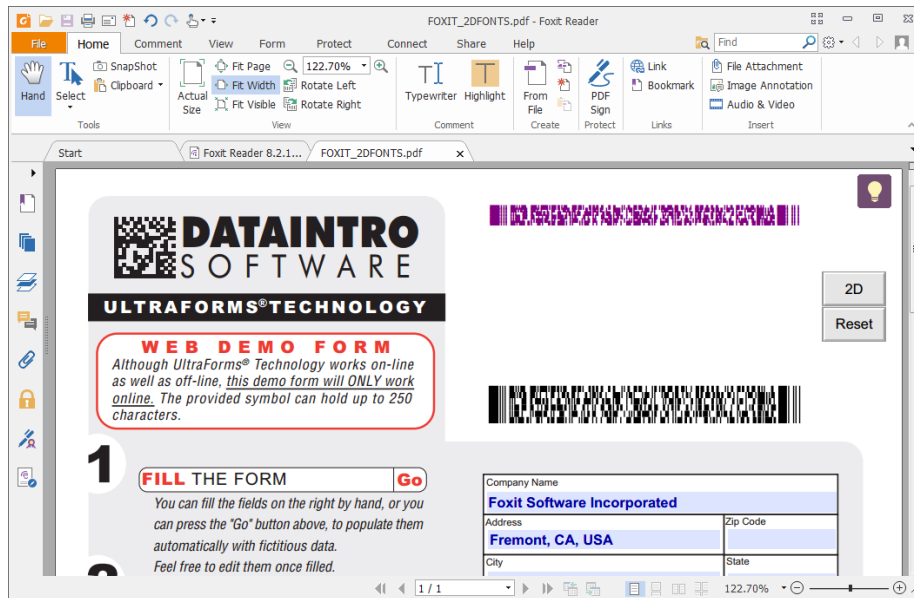 FOXIT_2DFONTS.pdf - Foxit Reader
File Home Comment View Form Protect Connect Share Help Find
SnapShot
Clipboard
Hand
Select
Tools
Actual Size
Fit Page
Fit Width
Fit Visible
122.70%
Rotate Left
Rotate Right
View
Typewriter Highlight
Comment
From File
Create
PDF Sign
Protect
Link
Bookmark
Links
File Attachment
Image Annotation
Audio & Video
Insert
Start Foxit Reader 8.2.1... FOXIT_2DFONTS.pdf
DATAINTRO
SOFTWARE
ULTRAFORMS®TECHNOLOGY
WEB DEMO FORM
Although UltraForms® Technology works on-line
as well as off-line, this demo form will ONLY work
online. The provided symbol can hold up to 250
characters.
2D
Reset
1
FILL THE FORM Go
You can fill the fields on the right by hand, or you
can press the "Go" button above, to populate them
automatically with fictitious data.
Feel free to edit them once filled.
2
Company Name
Foxit Software Incorporated
Address Zip Code
Fremont, CA, USA
City State
1 / 1 122.70%